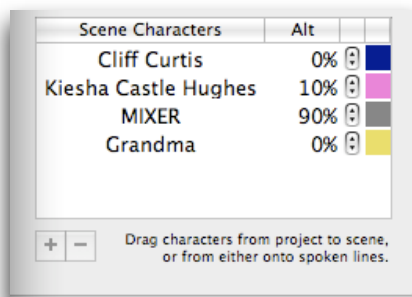 Scene Characters Alt
Cliff Curtis 0%
Kiesha Castle Hughes 10%
MIXER 90%
Grandma 0%
+ − Drag characters from project to scene,
or from either onto spoken lines.